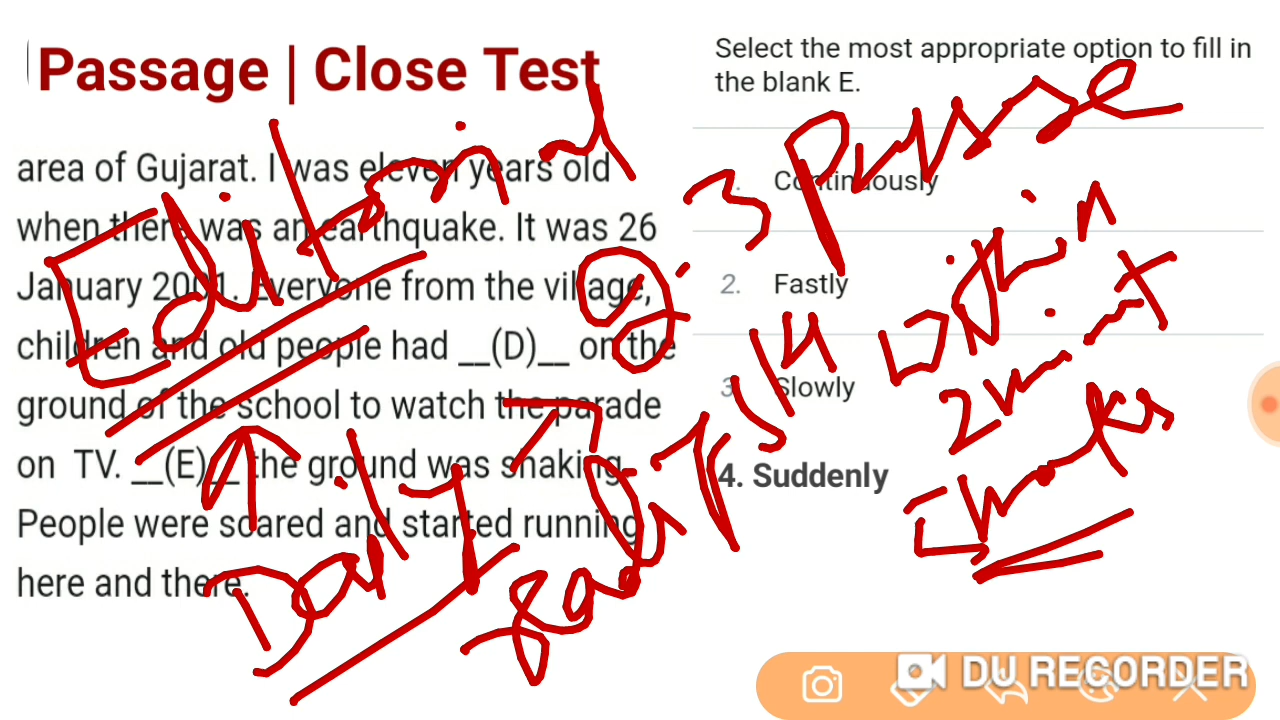 Passage | Close Test
area of Gujarat. I was eleven years old
when there was an earthquake. It was 26
January 2001. Everyone from the village,
children and old people had __(D)__ on the
ground of the school to watch the parade
on TV. __(E)__ the ground was shaking.
People were scared and started running
here and there.
Select the most appropriate option to fill in
the blank E.
1. Continuously
2. Fastly
3. Slowly
4. Suddenly
Editorial
Daily
3
2 min
DU RECORDER